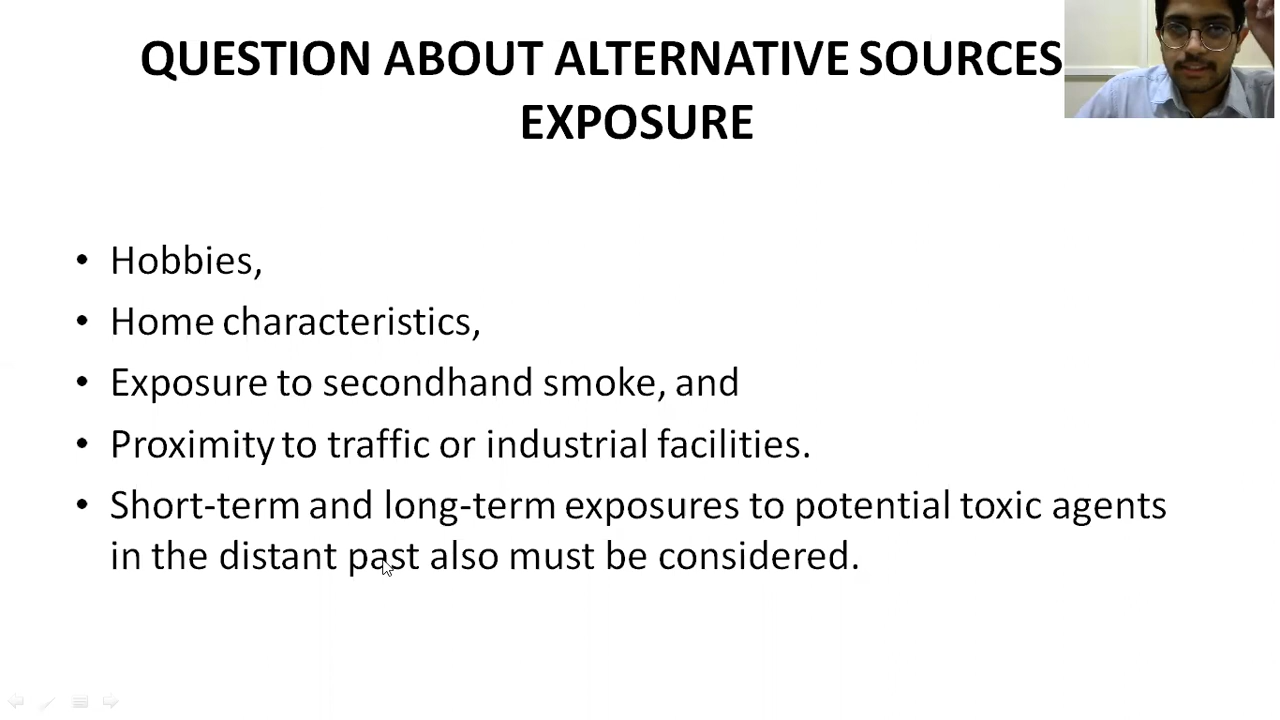 QUESTION ABOUT ALTERNATIVE SOURCES
EXPOSURE
• Hobbies,
• Home characteristics,
• Exposure to secondhand smoke, and
• Proximity to traffic or industrial facilities.
• Short-term and long-term exposures to potential toxic agents
in the distant past also must be considered.